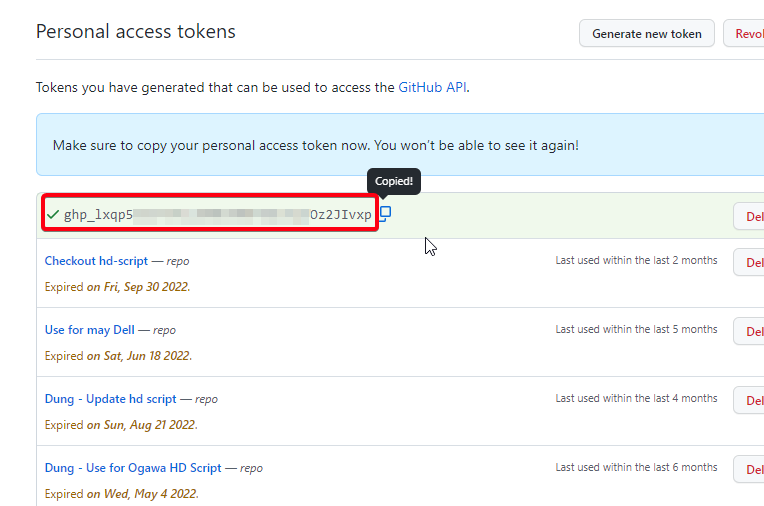 Personal access tokens
Generate new token
Revo
Tokens you have generated that can be used to access the GitHub API.
Make sure to copy your personal access token now. You won't be able to see it again!
Copied!
ghp_lxqp5 Oz2JIvxp
Del
Checkout hd-script — repo
Last used within the last 2 months
Del
Expired on Fri, Sep 30 2022.
Use for may Dell — repo
Last used within the last 5 months
Del
Expired on Sat, Jun 18 2022.
Dung - Update hd script — repo
Last used within the last 4 months
Del
Expired on Sun, Aug 21 2022.
Dung - Use for Ogawa HD Script — repo
Last used within the last 6 months
Del
Expired on Wed, May 4 2022.